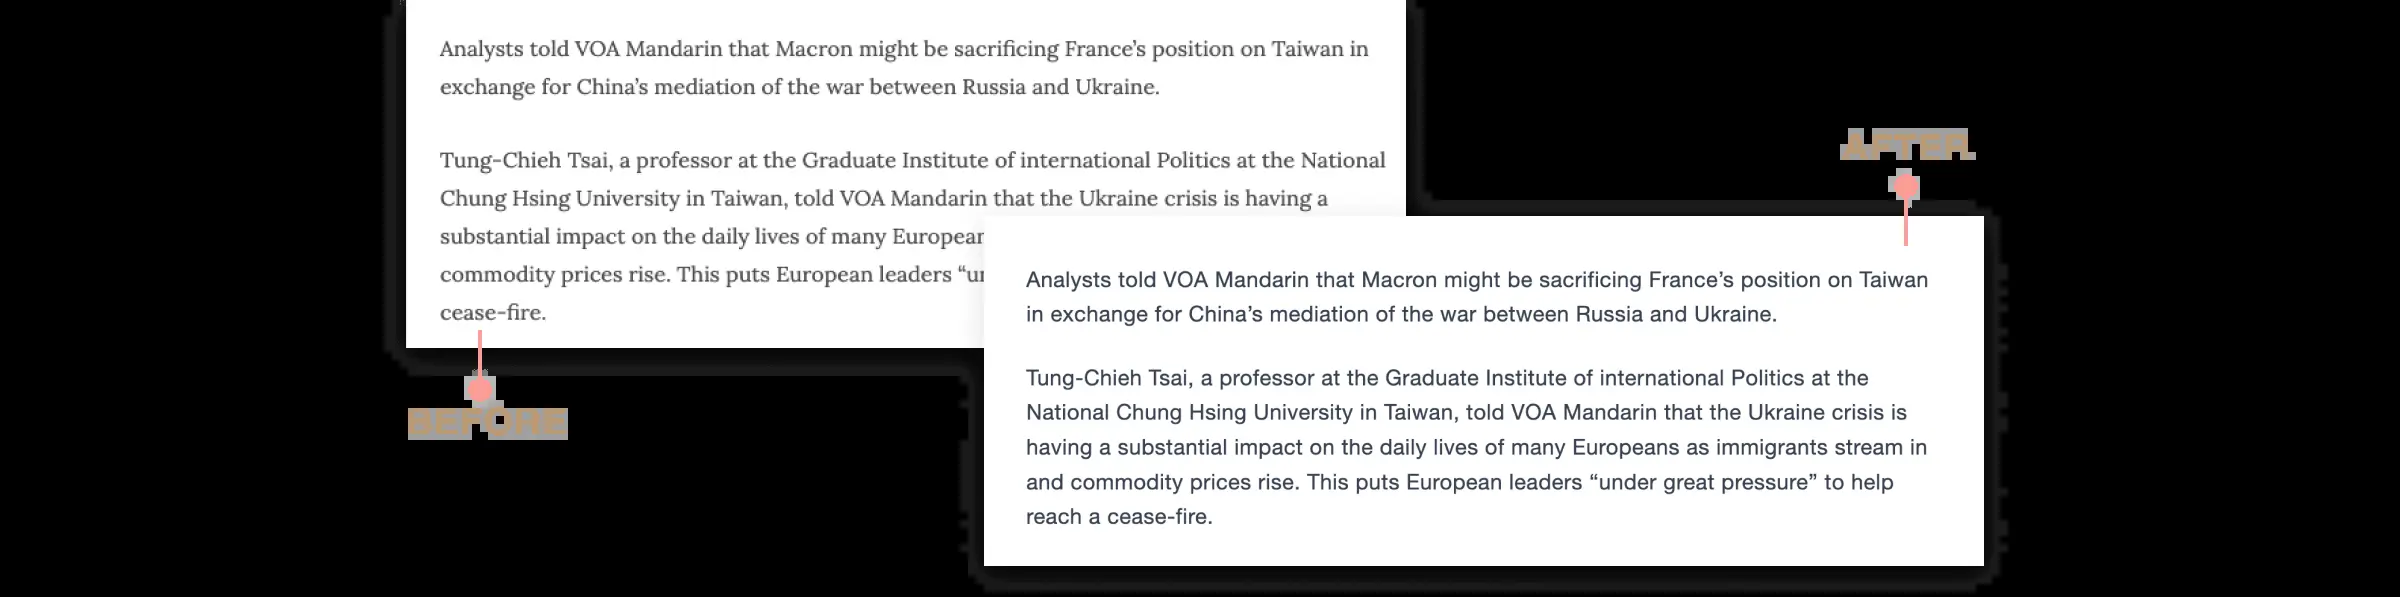 Analysts told VOA Mandarin that Macron might be sacrificing France’s position on Taiwan in
exchange for China’s mediation of the war between Russia and Ukraine.
Tung-Chieh Tsai, a professor at the Graduate Institute of international Politics at the National
Chung Hsing University in Taiwan, told VOA Mandarin that the Ukraine crisis is having a
substantial impact on the daily lives of many
commodity prices rise. This puts European leaders
cease-fire.
BEFORE
AFTER
Analysts told VOA Mandarin that Macron might be sacrificing France’s position on Taiwan
in exchange for China’s mediation of the war between Russia and Ukraine.
Tung-Chieh Tsai, a professor at the Graduate Institute of international Politics at the
National Chung Hsing University in Taiwan, told VOA Mandarin that the Ukraine crisis is
having a substantial impact on the daily lives of many Europeans as immigrants stream in
and commodity prices rise. This puts European leaders “under great pressure” to help
reach a cease-fire.